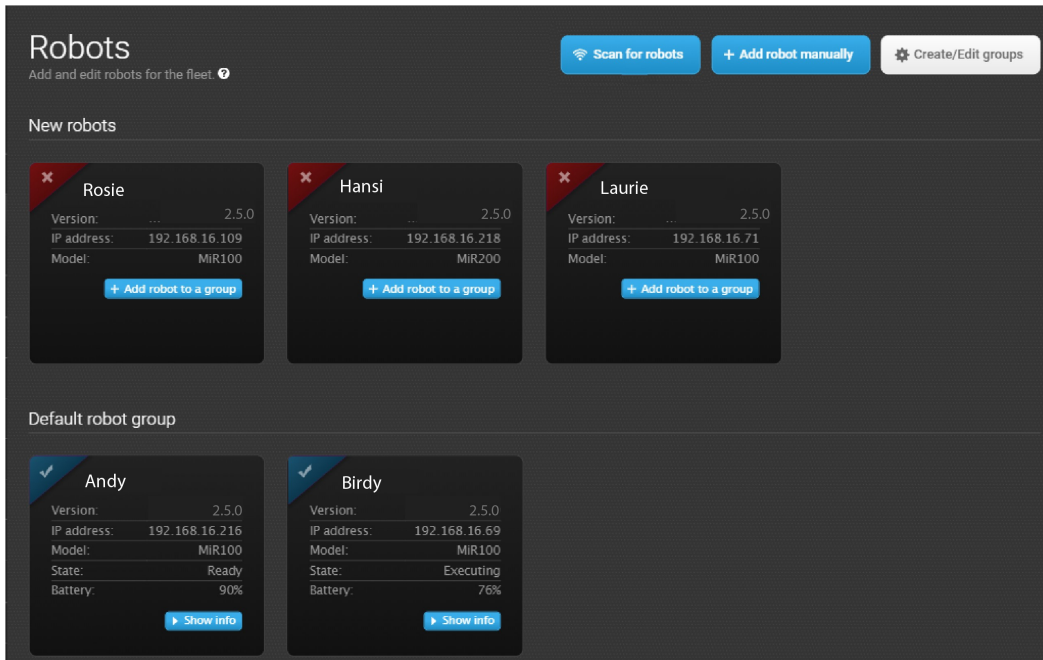 Robots
Add and edit robots for the fleet. ?
Scan for robots
+ Add robot manually
Create/Edit groups
New robots
Rosie
Version: ... 2.5.0
IP address: 192.168.16.109
Model: MiR100
+ Add robot to a group
Hansi
Version: .. 2.5.0
IP address: 192.168.16.218
Model: MiR200
+ Add robot to a group
Laurie
Version: ... 2.5.0
IP address: 192.168.16.71
Model: MiR100
+ Add robot to a group
Default robot group
Andy
Version: 2.5.0
IP address: 192.168.16.216
Model: MiR100
State: Ready
Battery: 90%
Show info
Birdy
Version: 2.5.0
IP address: 192.168.16.69
Model: MiR100
State: Executing
Battery: 76%
Show info